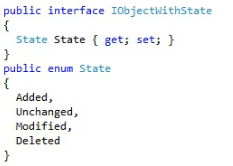 public interface IObjectWithState
{
  State State { get; set; }
}
public enum State
{
  Added,
  Unchanged,
  Modified,
  Deleted
}